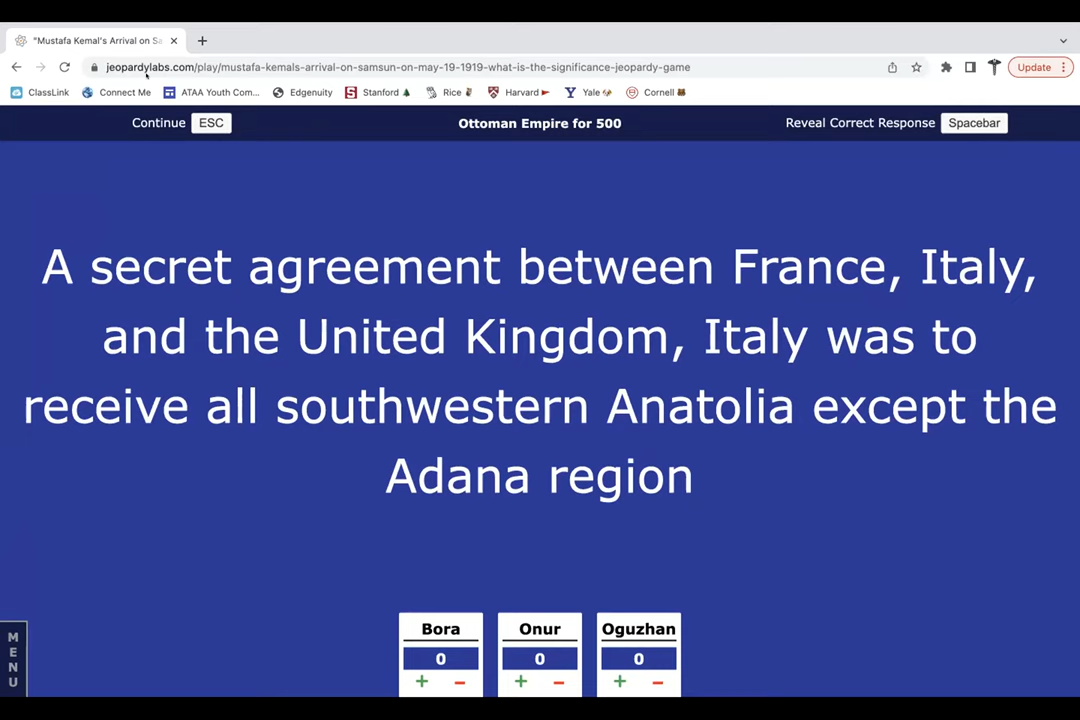 "Mustafa Kemal's Arrival on Sa
jeopardylabs.com/play/mustafa-kemals-arrival-on-samsun-on-may-19-1919-what-is-the-significance-jeopardy-game
Update
ClassLink Connect Me ATAA Youth Com... Edgenuity Stanford Rice Harvard Yale Cornell
Continue ESC Ottoman Empire for 500 Reveal Correct Response Spacebar
A secret agreement between France, Italy,
and the United Kingdom, Italy was to
receive all southwestern Anatolia except the
Adana region
Bora Onur Oguzhan
0 0 0
+ − + − + −
MENU